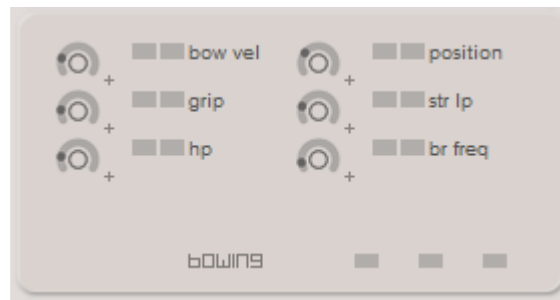 bow vel
position
grip
str lp
hp
br freq
bowing